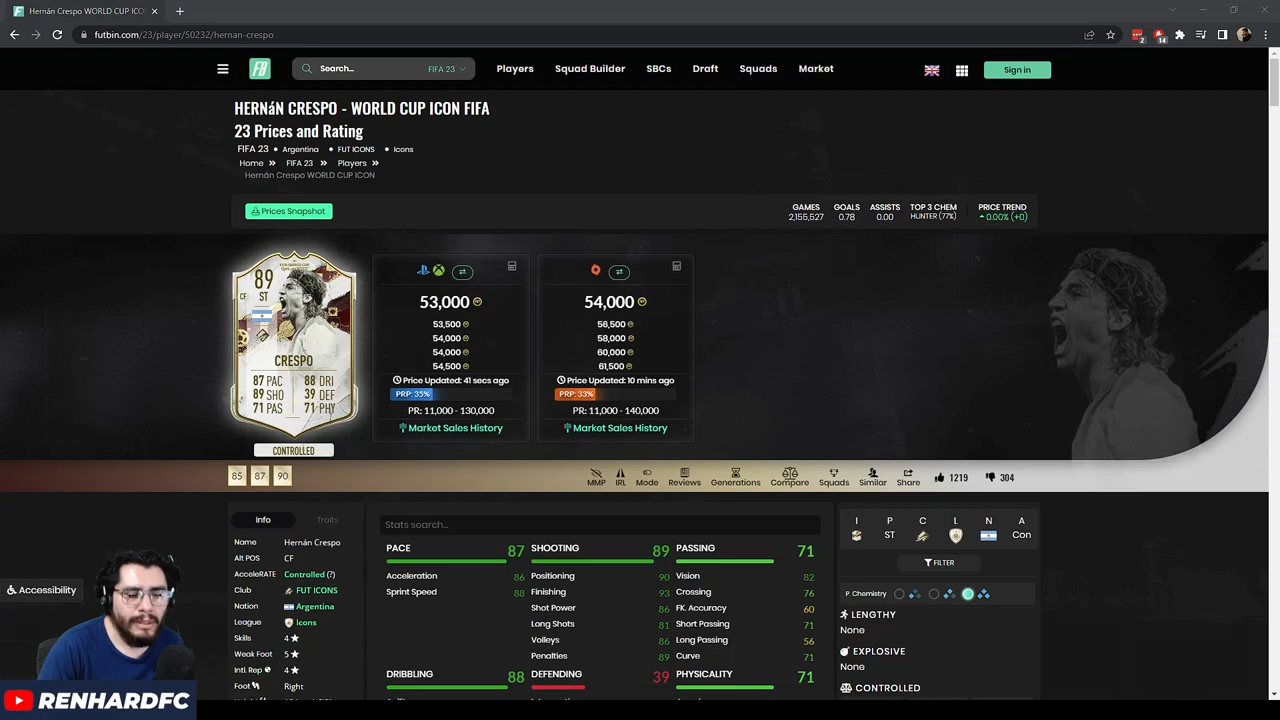 Hernán Crespo WORLD CUP ICO
futbin.com/23/player/50232/hernan-crespo
2
14
F8
Search...
FIFA 23
Players
Squad Builder
SBCs
Draft
Squads
Market
Sign in
HERNáN CRESPO - WORLD CUP ICON FIFA
23 Prices and Rating
FIFA 23 • Argentina • FUT ICONS • Icons
Home » FIFA 23 » Players »
Hernán Crespo WORLD CUP ICON
Prices Snapshot
GAMES GOALS ASSISTS TOP 3 CHEM PRICE TREND
2,155,527 0.78 0.00 HUNTER (77%) 0.00% (+0)
89
CF ST
CRESPO
87 PAC 88 DRI
89 SHO 39 DEF
71 PAS 71 PHY
CONTROLLED
53,000
53,500
54,000
54,000
54,500
Price Updated: 41 secs ago
PRP: 35%
PR: 11,000 - 130,000
Market Sales History
54,000
56,500
58,000
60,000
61,500
Price Updated: 10 mins ago
PRP: 33%
PR: 11,000 - 140,000
Market Sales History
85 87 90
MMP IRL Mode Reviews Generations Compare Squads Similar Share 1219 304
Info Traits
Name Hernán Crespo
Alt POS CF
AcceleRATE Controlled (?)
Club FUT ICONS
Nation Argentina
League Icons
Skills 4★
Weak Foot 5★
Intl Rep 4★
Foot Right
Stats search...
PACE 87
Acceleration 86
Sprint Speed 88
SHOOTING 89
Positioning 90
Finishing 93
Shot Power 86
Long Shots 81
Volleys 86
Penalties 89
PASSING 71
Vision 82
Crossing 76
FK. Accuracy 60
Short Passing 71
Long Passing 56
Curve 71
DRIBBLING 88
DEFENDING 39
PHYSICALITY 71
I P C L N A
ST Con
FILTER
P. Chemistry
LENGTHY
None
EXPLOSIVE
None
CONTROLLED
Accessibility
RENHARDFC